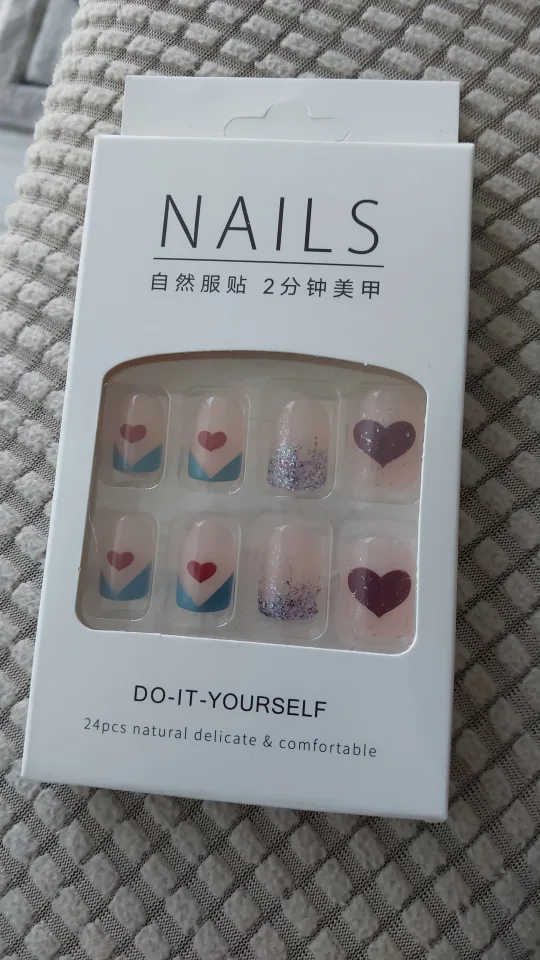 NAILS
自然服贴 2分钟美甲
DO-IT-YOURSELF
24pcs natural delicate & comfortable